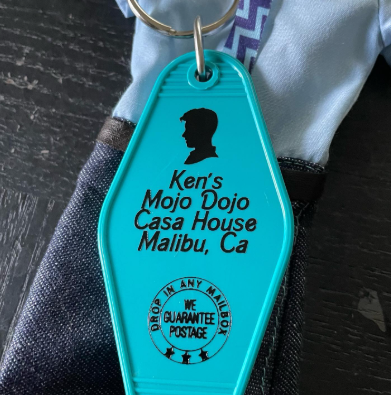 Ken's
Mojo Dojo
Casa House
Malibu, Ca
DROP IN ANY MAILBOX
WE
GUARANTEE
POSTAGE